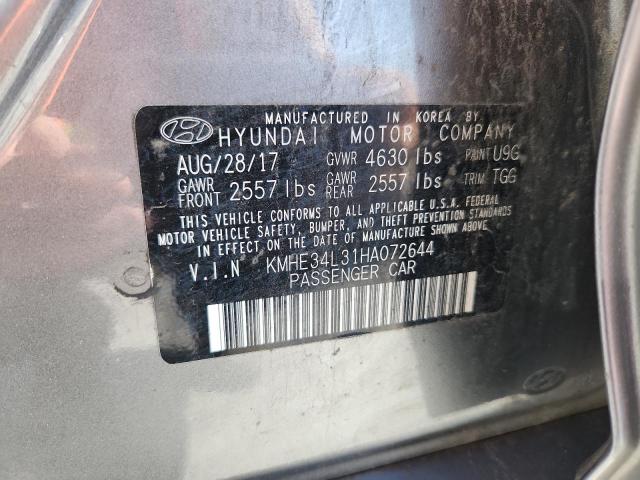 MANUFACTURED IN KOREA BY
HYUNDAI MOTOR COMPANY
AUG/28/17 GVWR 4630 lbs PAINT U9G
GAWR FRONT 2557 lbs GAWR REAR 2557 lbs TRIM TGG
THIS VEHICLE CONFORMS TO ALL APPLICABLE U.S.A. FEDERAL
MOTOR VEHICLE SAFETY, BUMPER, AND THEFT PREVENTION STANDARDS
IN EFFECT ON THE DATE OF MANUFACTURE SHOWN ABOVE.
V.I.N KMHE34L31HA072644
PASSENGER CAR